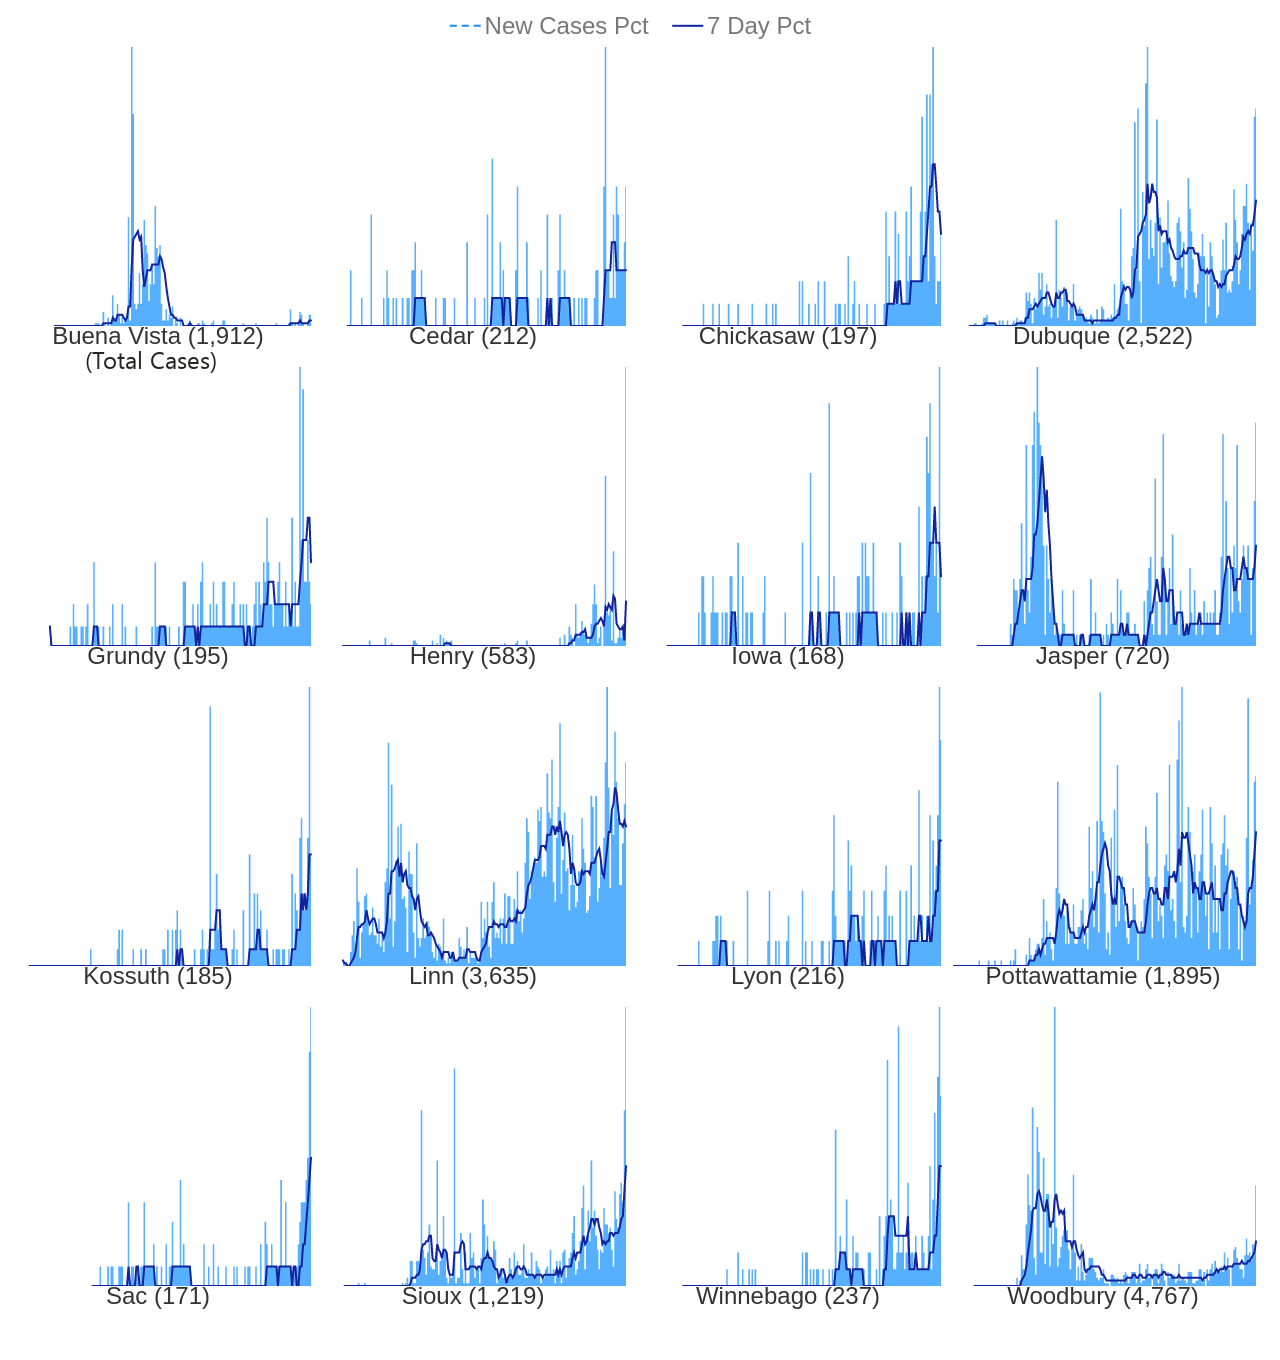 New Cases Pct 7 Day Pct
Buena Vista (1,912) Cedar (212) Chickasaw (197) Dubuque (2,522)
(Total Cases)
Grundy (195) Henry (583) Iowa (168) Jasper (720)
Kossuth (185) Linn (3,635) Lyon (216) Pottawattamie (1,895)
Sac (171) Sioux (1,219) Winnebago (237) Woodbury (4,767)